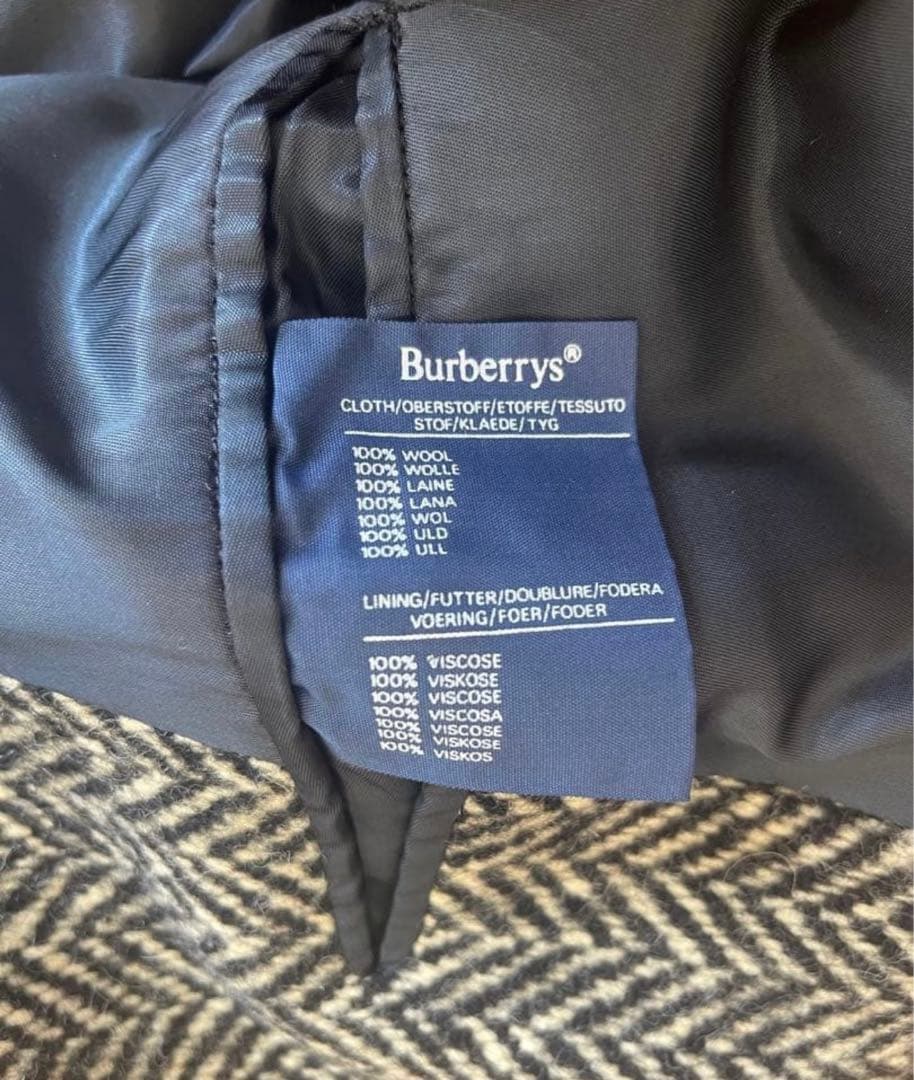 Burberrys®
CLOTH/OBERSTOFF/ETOFFE/TESSUTO
STOF/KLAEDE/TYG
100% WOOL
100% WOLLE
100% LAINE
100% LANA
100% WOL
100% ULD
100% ULL
LINING/FUTTER/DOUBLURE/FODERA
VOERING/FOER/FODER
100% VISCOSE
100% VISKOSE
100% VISCOSE
100% VISCOSA
100% VISCOSE
100% VISKOSE
100% VISKOS